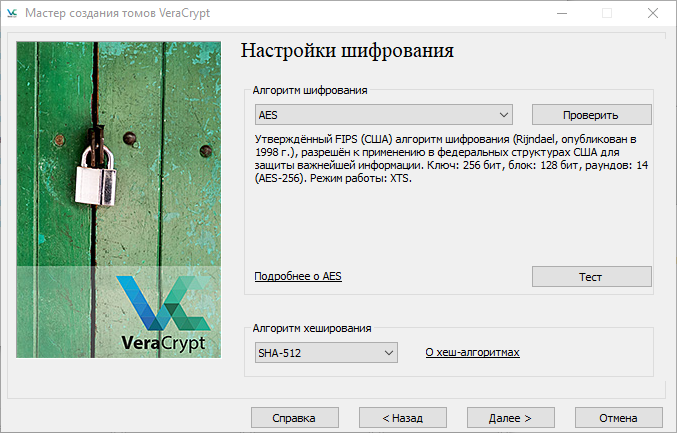 Мастер создания томов VeraCrypt
Настройки шифрования
Алгоритм шифрования
AES
Проверить
Утверждённый FIPS (США) алгоритм шифрования (Rijndael, опубликован в
1998 г.), разрешён к применению в федеральных структурах США для
защиты важнейшей информации. Ключ: 256 бит, блок: 128 бит, раундов: 14
(AES-256). Режим работы: XTS.
Подробнее о AES
Тест
VeraCrypt
Алгоритм хеширования
SHA-512
О хеш-алгоритмах
Справка
< Назад
Далее >
Отмена